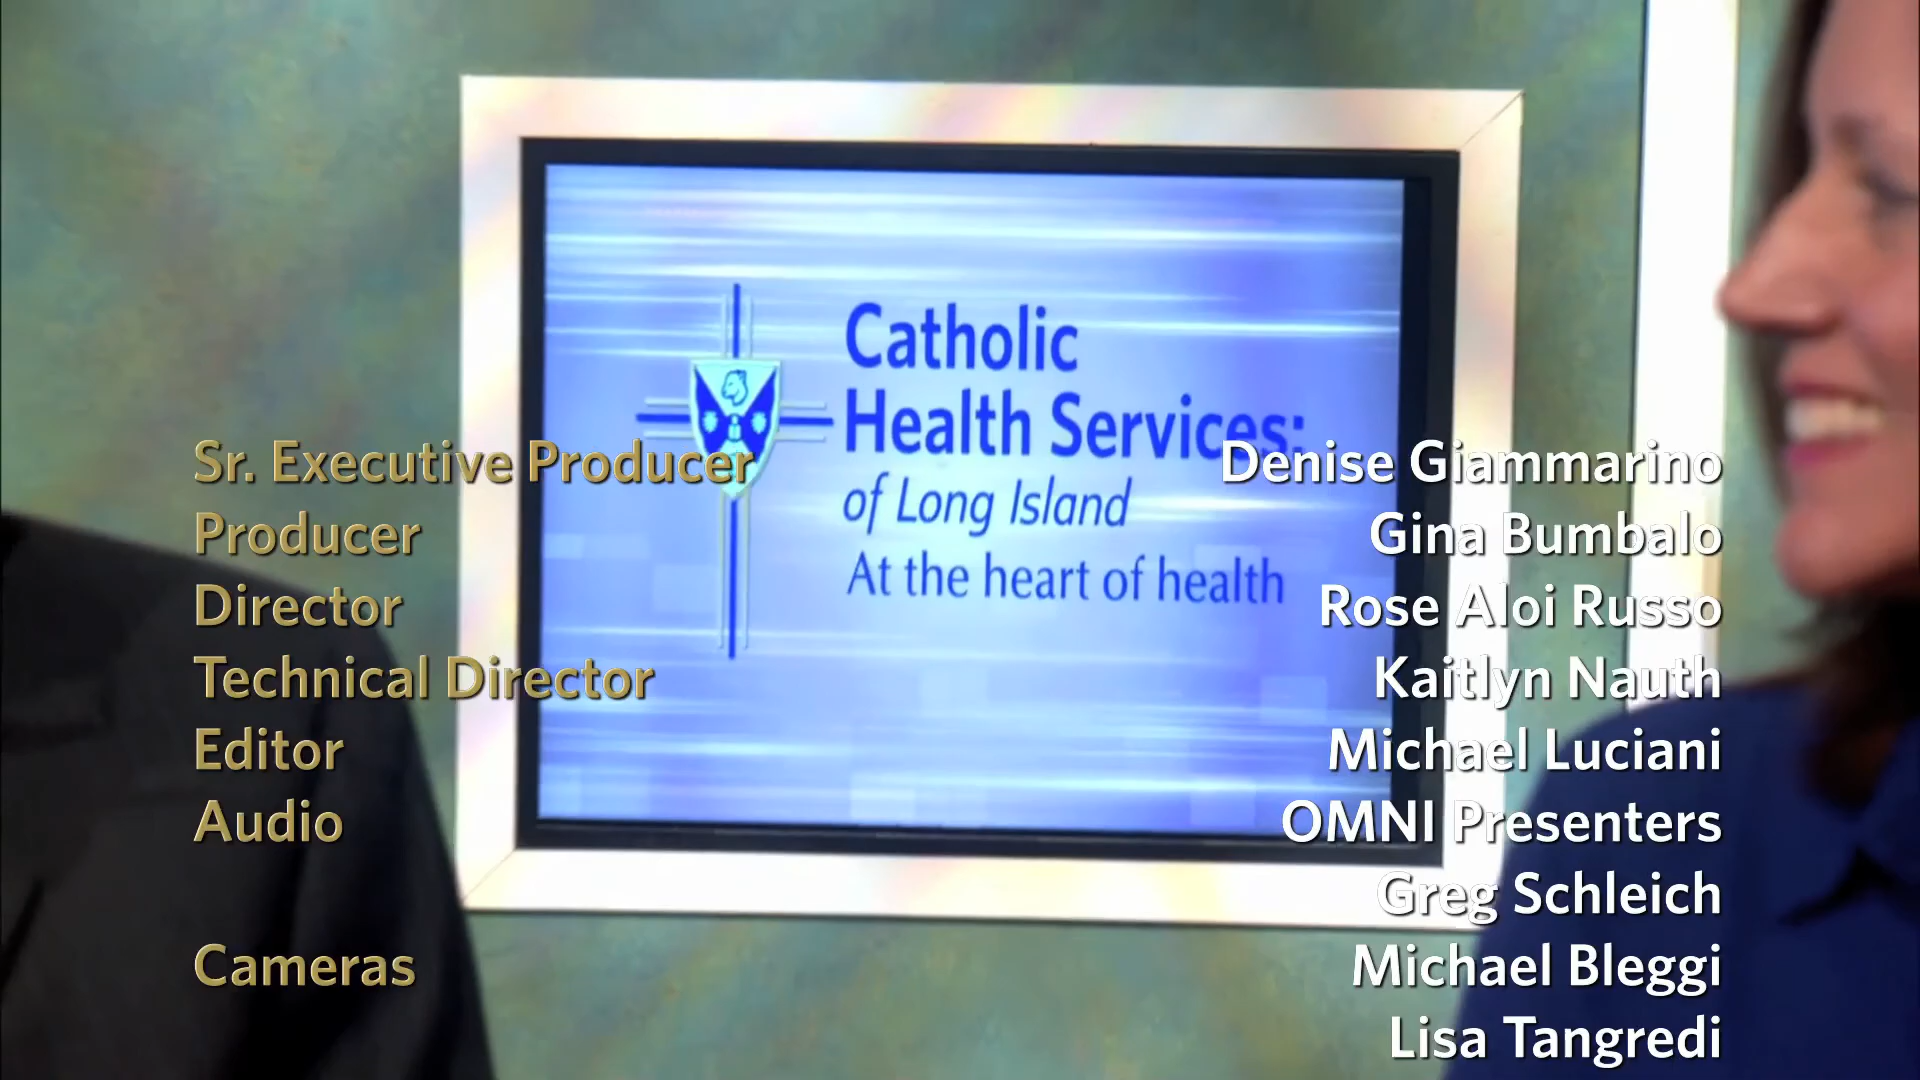 Catholic
Health Services:
of Long Island
At the heart of health
Sr. Executive Producer Denise Giammarino
Producer Gina Bumbalo
Director Rose Aloi Russo
Technical Director Kaitlyn Nauth
Editor Michael Luciani
Audio OMNI Presenters
Greg Schleich
Cameras Michael Bleggi
Lisa Tangredi